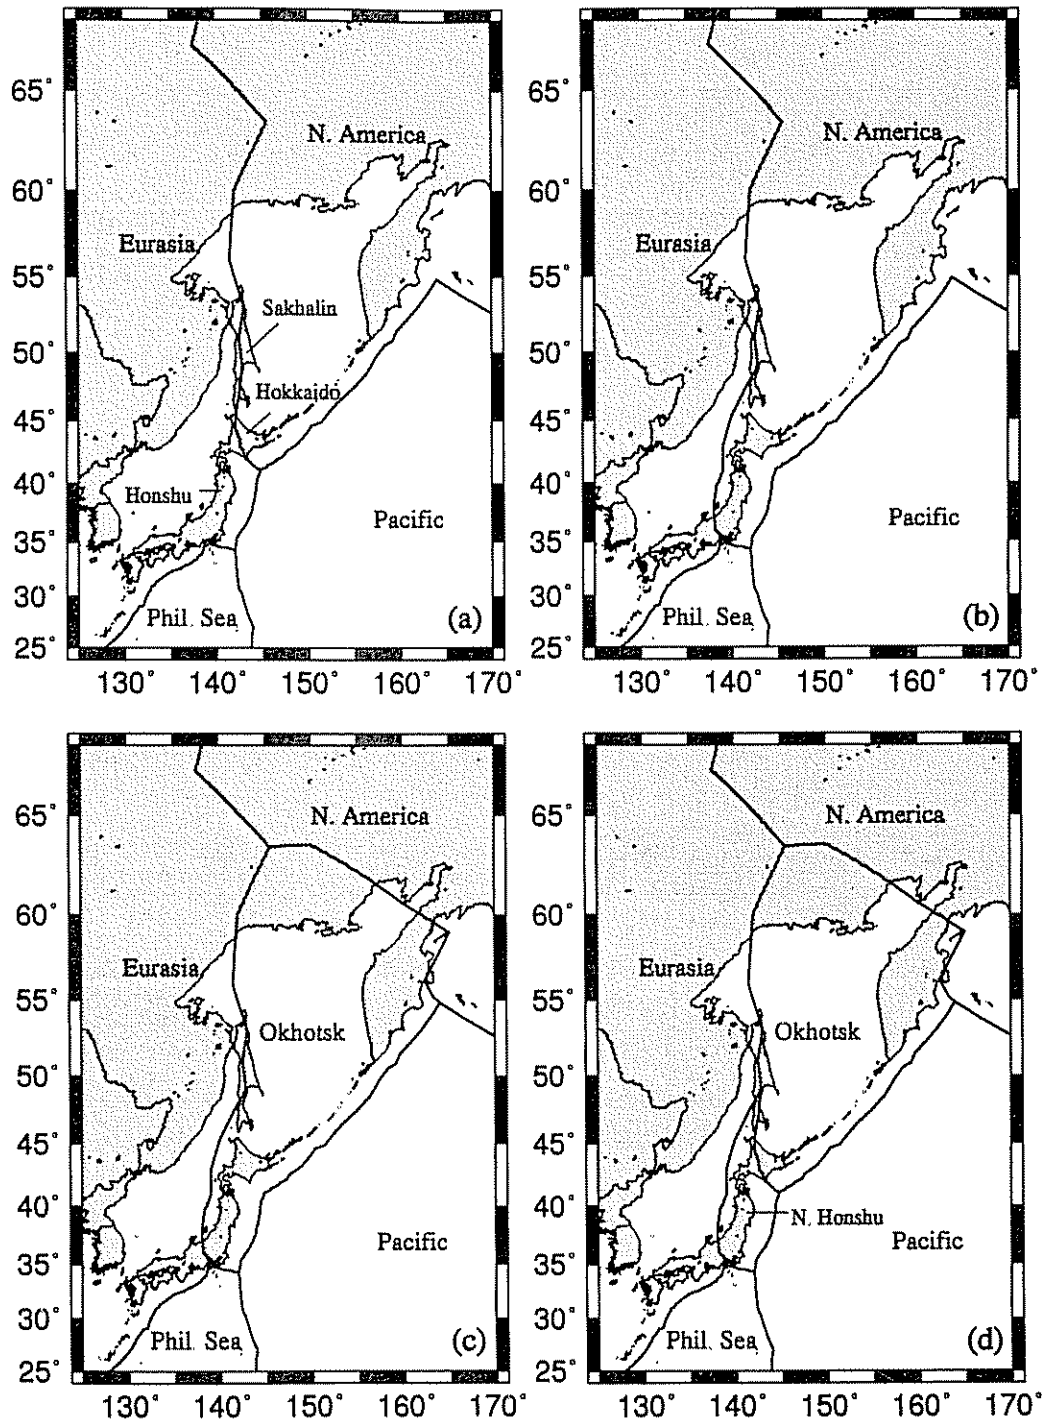 65°
60°
55°
50°
45°
40°
35°
30°
25°
N. America
Eurasia
Sakhalin
Hokkaido
Honshu
Pacific
Phil. Sea
(a)
130° 140° 150° 160° 170°
65°
60°
55°
50°
45°
40°
35°
30°
25°
N. America
Eurasia
Pacific
Phil. Sea
(b)
130° 140° 150° 160° 170°
65°
60°
55°
50°
45°
40°
35°
30°
25°
N. America
Eurasia
Okhotsk
Pacific
Phil. Sea
(c)
130° 140° 150° 160° 170°
65°
60°
55°
50°
45°
40°
35°
30°
25°
N. America
Eurasia
Okhotsk
N. Honshu
Pacific
Phil. Sea
(d)
130° 140° 150° 160° 170°